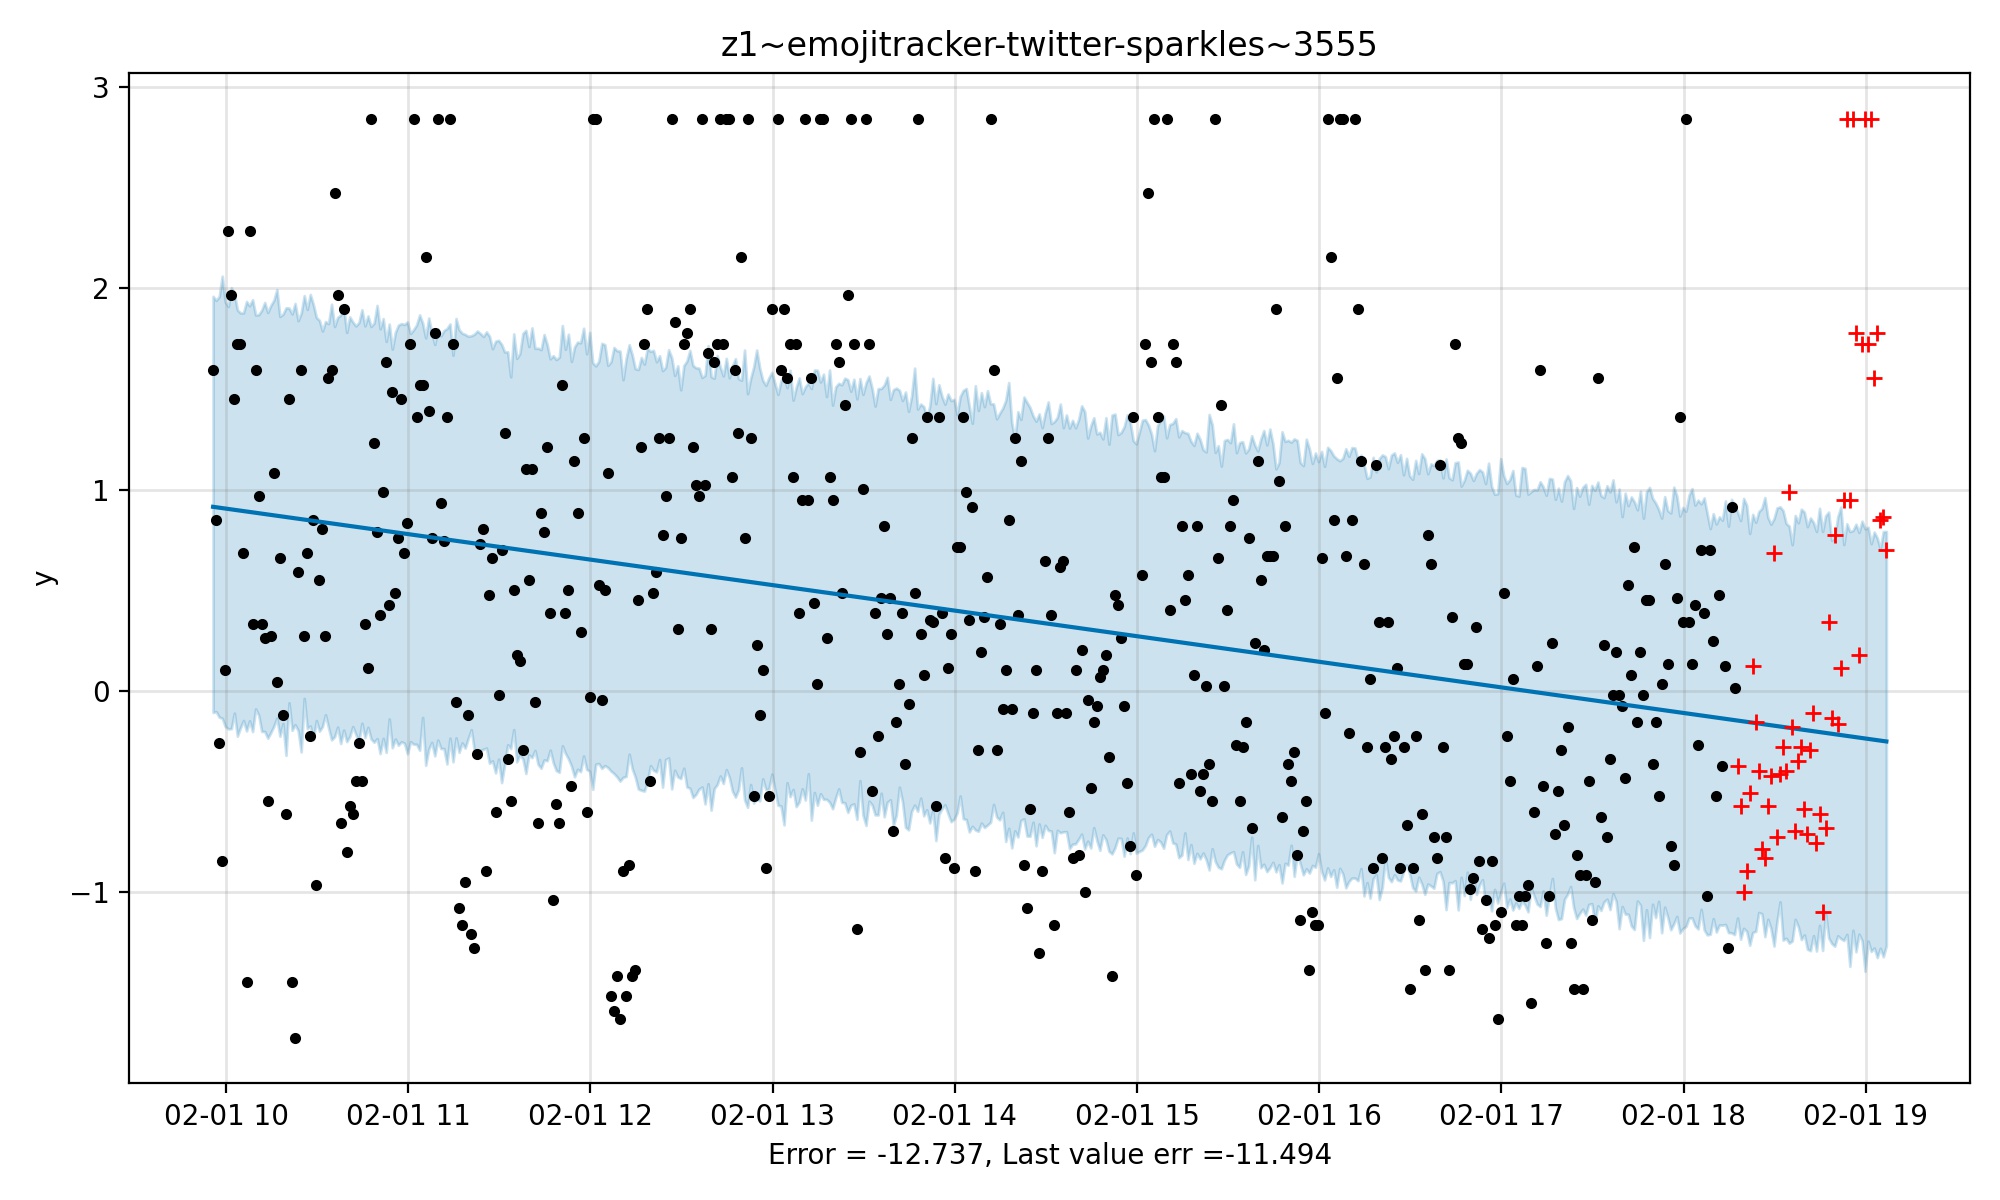 z1~emojitracker-twitter-sparkles~3555
3
2
1
0
−1
y
02-01 10 02-01 11 02-01 12 02-01 13 02-01 14 02-01 15 02-01 16 02-01 17 02-01 18 02-01 19
Error = -12.737, Last value err =-11.494